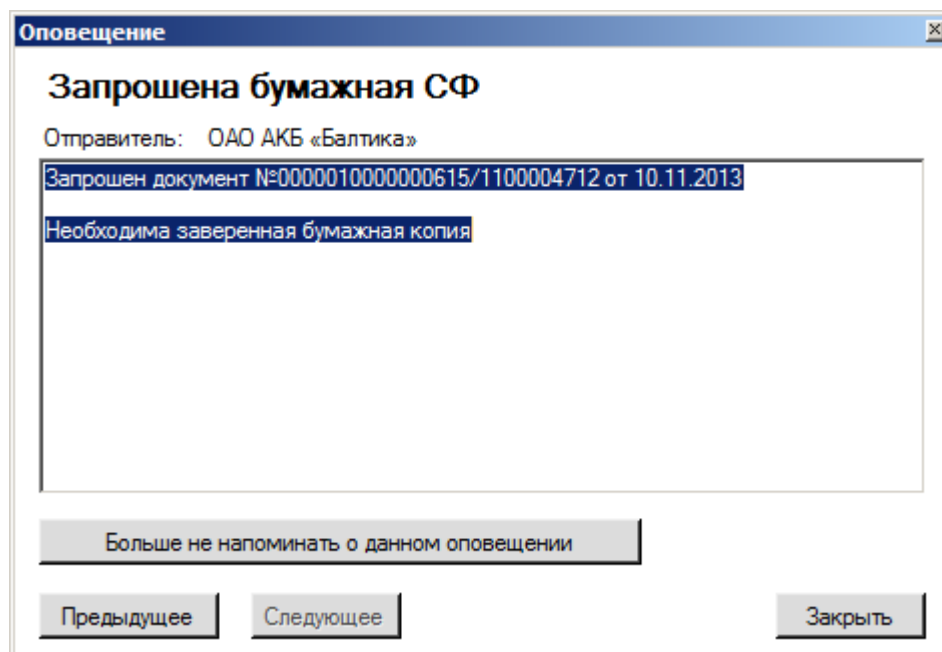 Оповещение
Запрошена бумажная СФ
Отправитель: ОАО АКБ «Балтика»
Запрошен документ №0000010000000615/1100004712 от 10.11.2013
Необходима заверенная бумажная копия
Больше не напоминать о данном оповещении
Предыдущее Следующее Закрыть